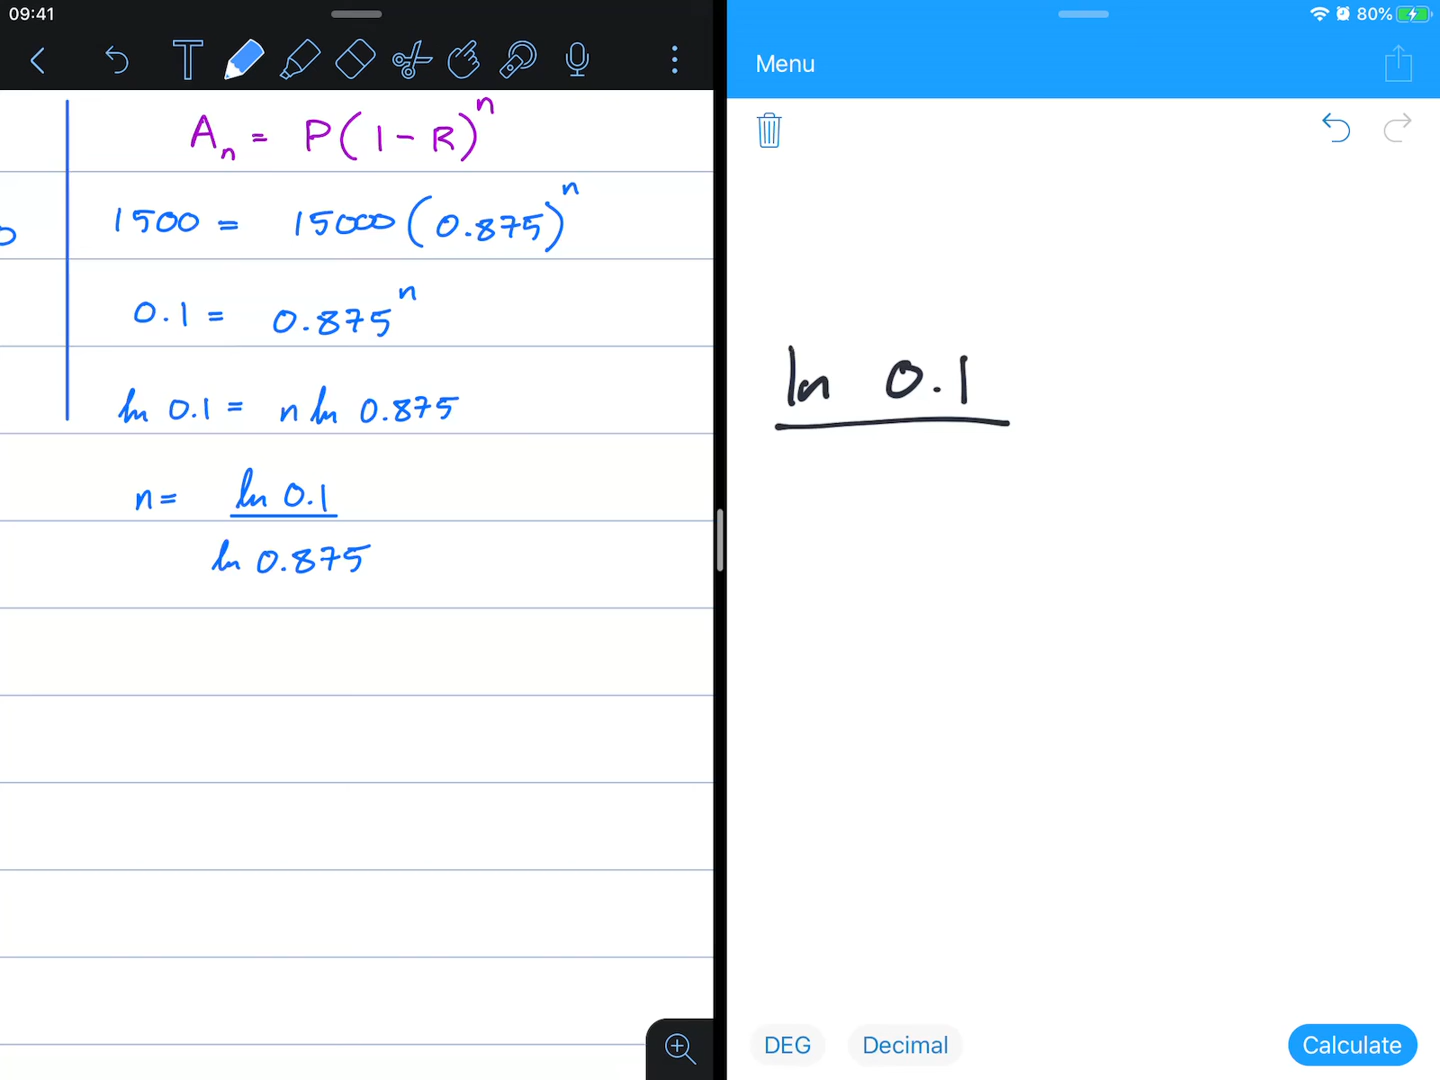 09:41
80%
T
Menu
Aₙ = P(1 - R)ⁿ
1500 = 15000(0.875)ⁿ
0.1 = 0.875ⁿ
ln 0.1 = n ln 0.875
n = ln 0.1
ln 0.875
ln 0.1
DEG
Decimal
Calculate